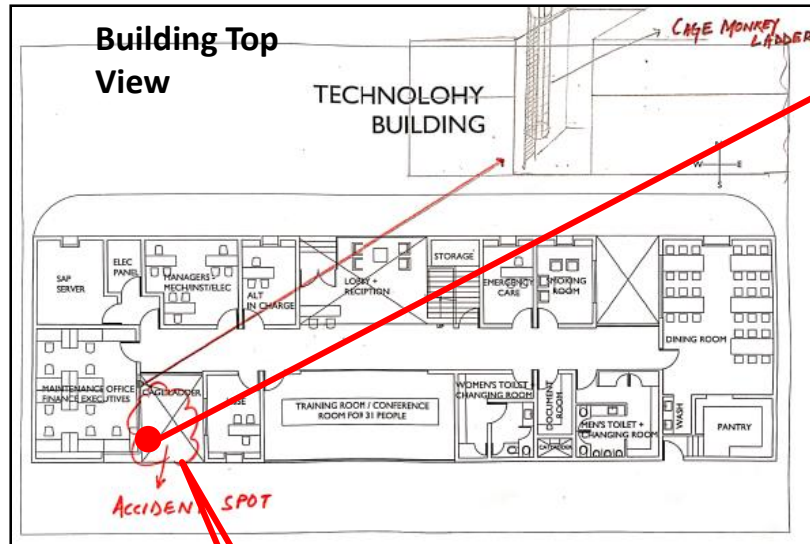 Building Top
View
CAGE MONKEY
LADDER
TECHNOLOHY
BUILDING
N
W
E
S
SAP
SERVER
ELEC
PANEL
MANAGERS -
MECH/INST/ELEC
ALT
IN CHARGE
LOBBY +
RECEPTION
STORAGE
UP
EMERGENCY
CARE
SMOKING
ROOM
DINING ROOM
MAINTENANCE OFFICE
FINANCE EXECUTIVES
CAGE LADDER
TRAINING ROOM / CONFERENCE
ROOM FOR 31 PEOPLE
WOMEN'S TOILET +
CHANGING ROOM
DOCUMENT
ROOM
MEN'S TOILET +
CHANGING ROOM
WASH
PANTRY
ACCIDENT SPOT